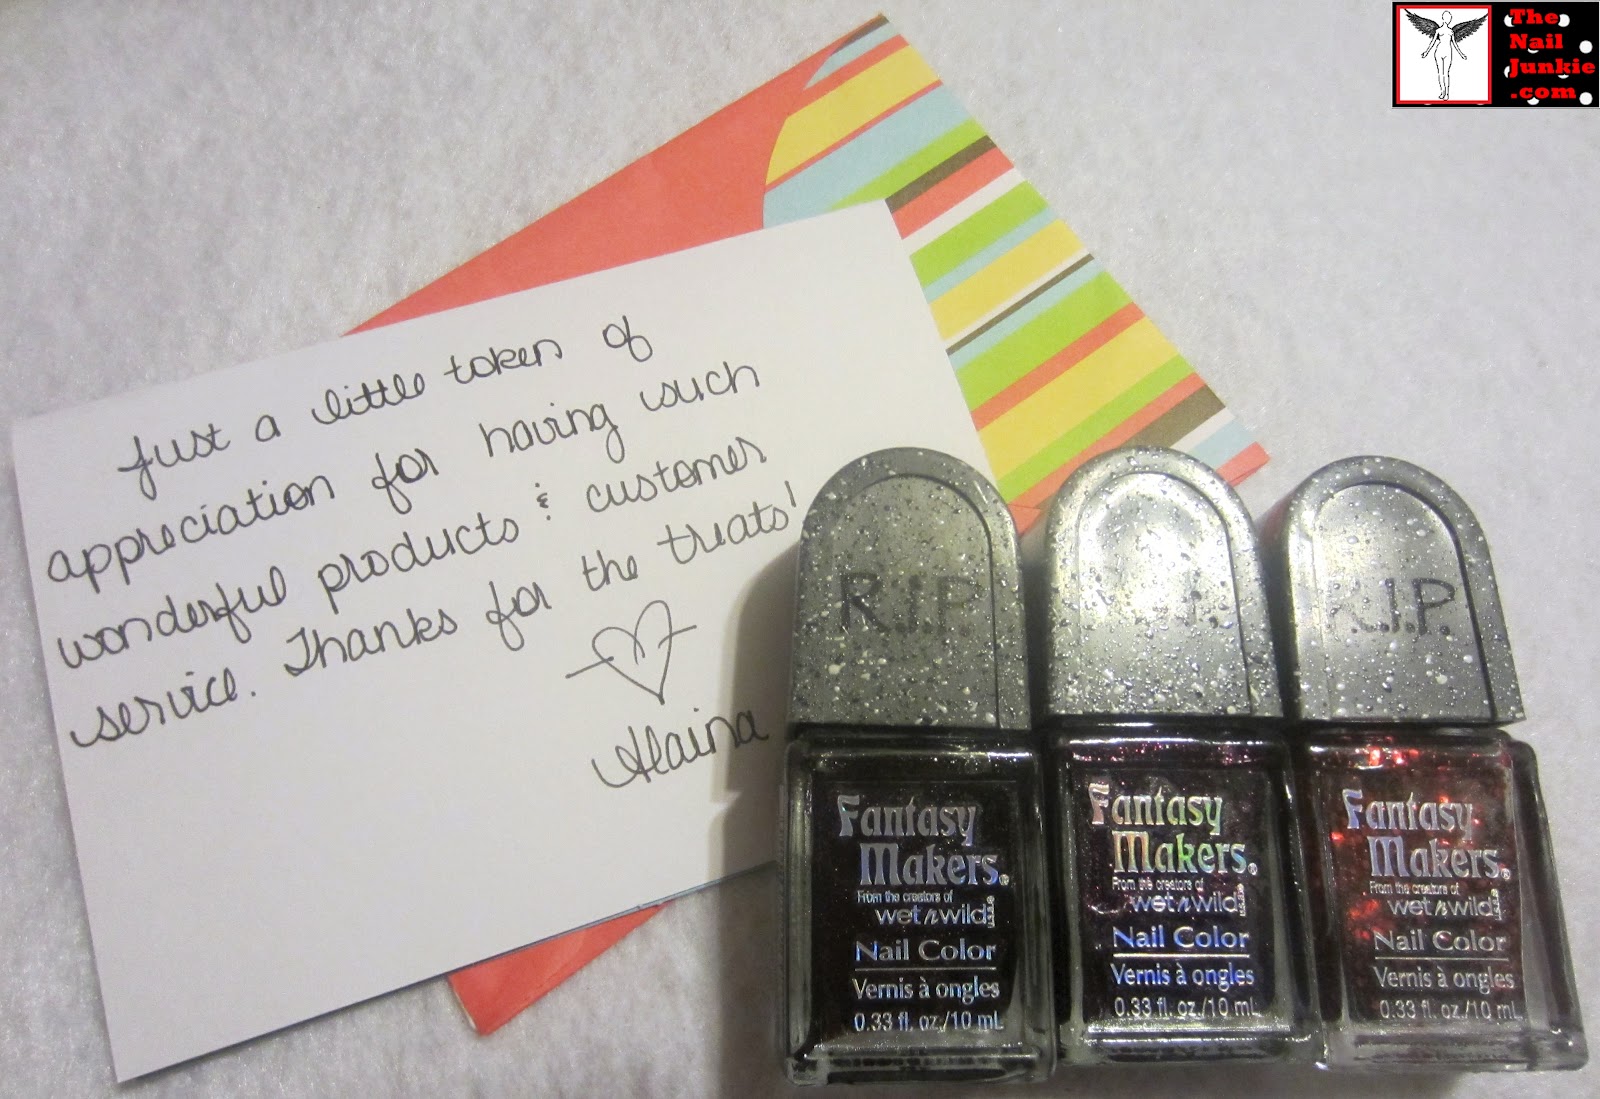 The
Nail
Junkie
.com
Just a little token of
appreciation for having such
wonderful products & customer
service. Thanks for the treats!
Alaina
R.I.P.
Fantasy
Makers®
From the creators of
wet n wild
Nail Color
Vernis à ongles
0.33 fl. oz./10 mL
R.I.P.
Fantasy
Makers®
From the creators of
wet n wild
Nail Color
Vernis à ongles
0.33 fl. oz./10 mL
R.I.P.
Fantasy
Makers®
From the creators of
wet n wild
Nail Color
Vernis à ongles
0.33 fl. oz./10 mL